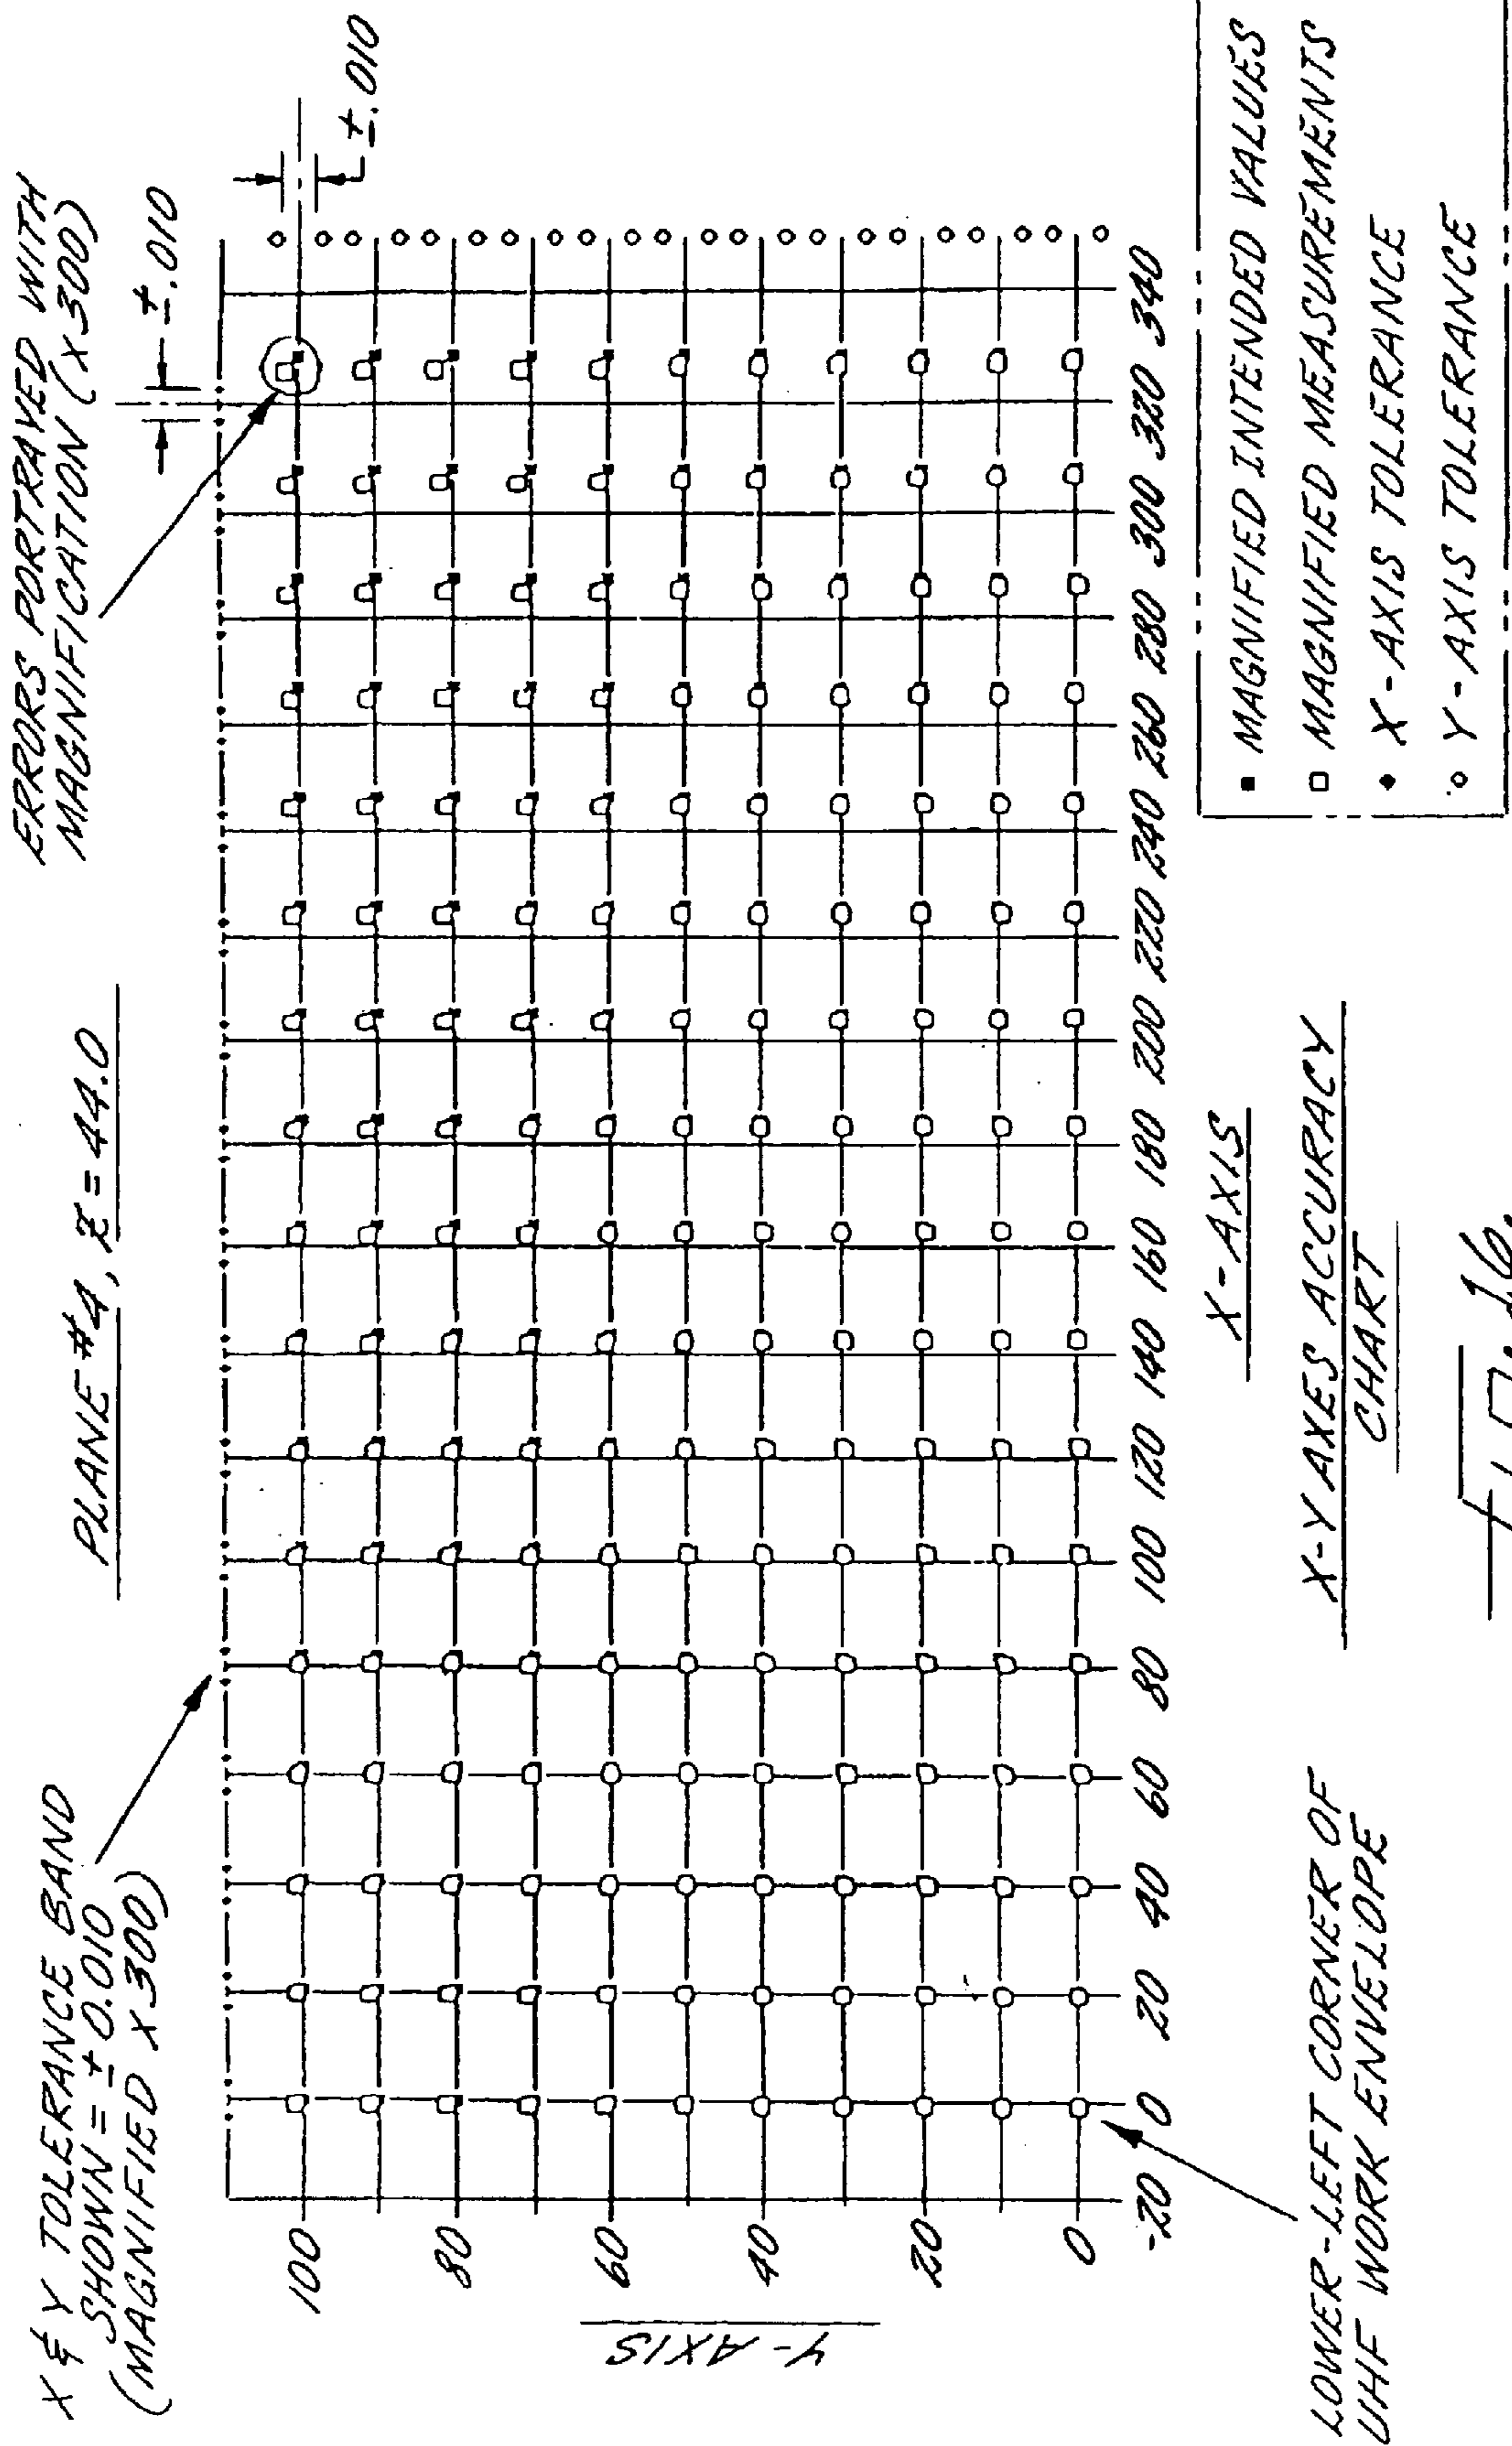 X & Y TOLERANCE BAND
SHOWN = ± 0.010
(MAGNIFIED X 300)
PLANE #4, Z = 44.0
ERRORS PORTRAYED WITH
MAGNIFICATION (X300)
±.010
±.010
Y-AXIS
100
80
60
40
20
0
-20 0 20 40 60 80 100 120 140 160 180 200 220 240 260 280 300 320 340
LOWER-LEFT CORNER OF
UHF WORK ENVELOPE
X-AXIS
X-Y AXES ACCURACY
CHART
■ MAGNIFIED INTENDED VALUES
□ MAGNIFIED MEASUREMENTS
◆ X-AXIS TOLERANCE
○ Y-AXIS TOLERANCE